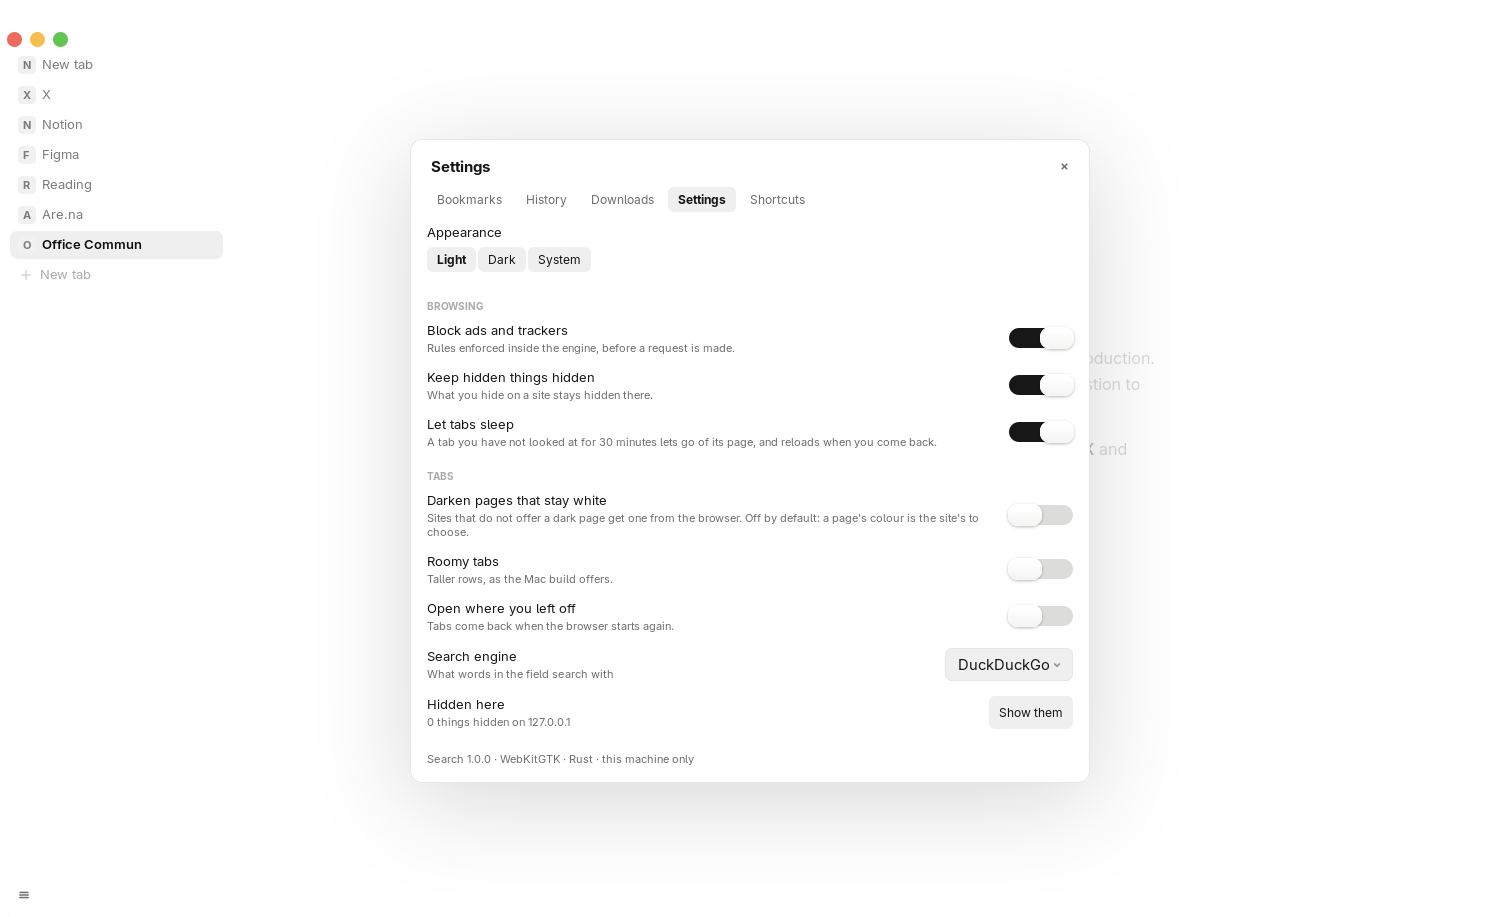 N New tab
X X
N Notion
F Figma
R Reading
A Are.na
O Office Commun
+ New tab
Settings
×
Bookmarks History Downloads Settings Shortcuts
Appearance
Light Dark System
BROWSING
Block ads and trackers
Rules enforced inside the engine, before a request is made.
Keep hidden things hidden
What you hide on a site stays hidden there.
Let tabs sleep
A tab you have not looked at for 30 minutes lets go of its page, and reloads when you come back.
TABS
Darken pages that stay white
Sites that do not offer a dark page get one from the browser. Off by default: a page's colour is the site's to
choose.
Roomy tabs
Taller rows, as the Mac build offers.
Open where you left off
Tabs come back when the browser starts again.
Search engine
What words in the field search with
DuckDuckGo
Hidden here
0 things hidden on 127.0.0.1
Show them
Search 1.0.0 · WebKitGTK · Rust · this machine only
to
and